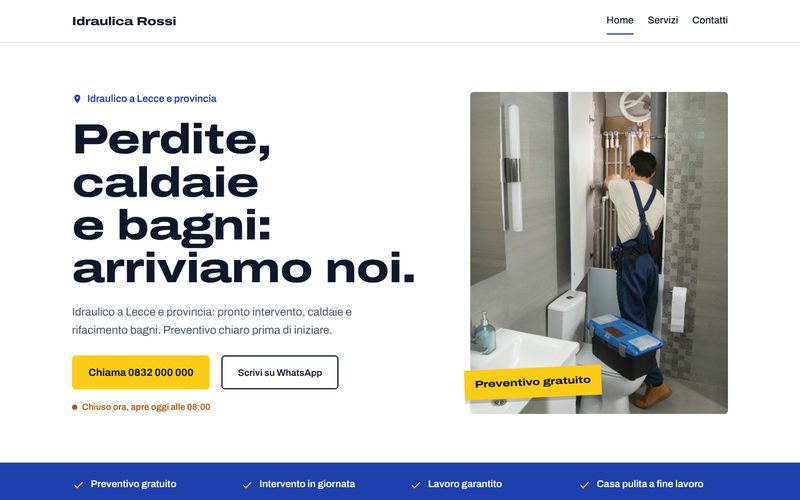 Idraulica Rossi
Home
Servizi
Contatti
Idraulico a Lecce e provincia
Perdite,
caldaie
e bagni:
arriviamo noi.
Idraulico a Lecce e provincia: pronto intervento, caldaie e
rifacimento bagni. Preventivo chiaro prima di iniziare.
Chiama 0832 000 000
Scrivi su WhatsApp
Chiuso ora, apre oggi alle 08:00
Preventivo gratuito
Preventivo gratuito
Intervento in giornata
Lavoro garantito
Casa pulita a fine lavoro